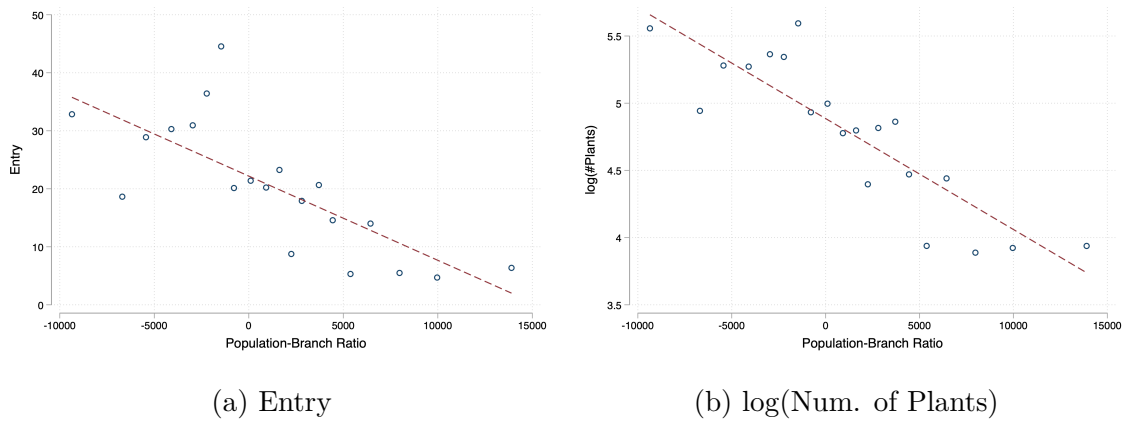 50
40
30
20
10
0
Entry
-10000 -5000 0 5000 10000 15000
Population-Branch Ratio
5.5
5
4.5
4
3.5
log(#Plants)
-10000 -5000 0 5000 10000 15000
Population-Branch Ratio
(a) Entry
(b) log(Num. of Plants)